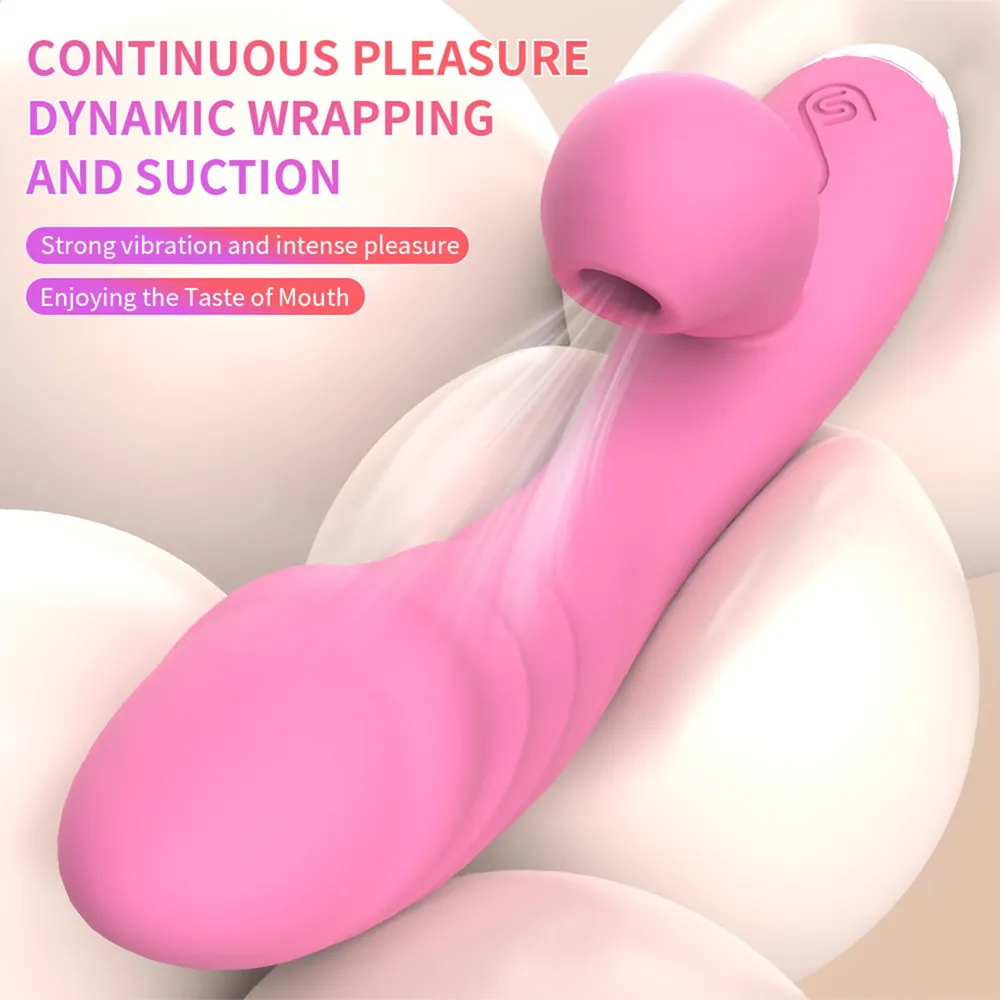 CONTINUOUS PLEASURE
DYNAMIC WRAPPING
AND SUCTION
Strong vibration and intense pleasure
Enjoying the Taste of Mouth